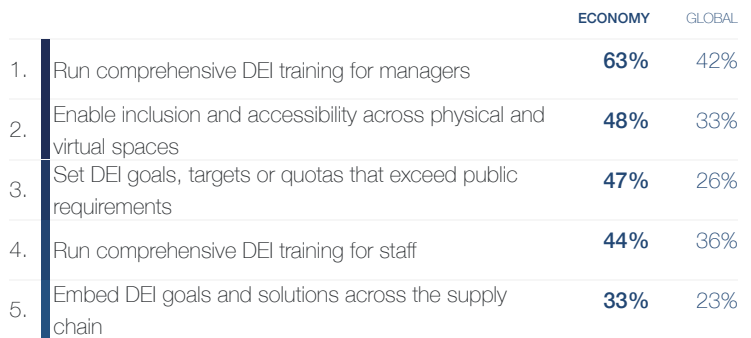 ECONOMY GLOBAL
1. Run comprehensive DEI training for managers 63% 42%
2. Enable inclusion and accessibility across physical and
virtual spaces 48% 33%
3. Set DEI goals, targets or quotas that exceed public
requirements 47% 26%
4. Run comprehensive DEI training for staff 44% 36%
5. Embed DEI goals and solutions across the supply
chain 33% 23%